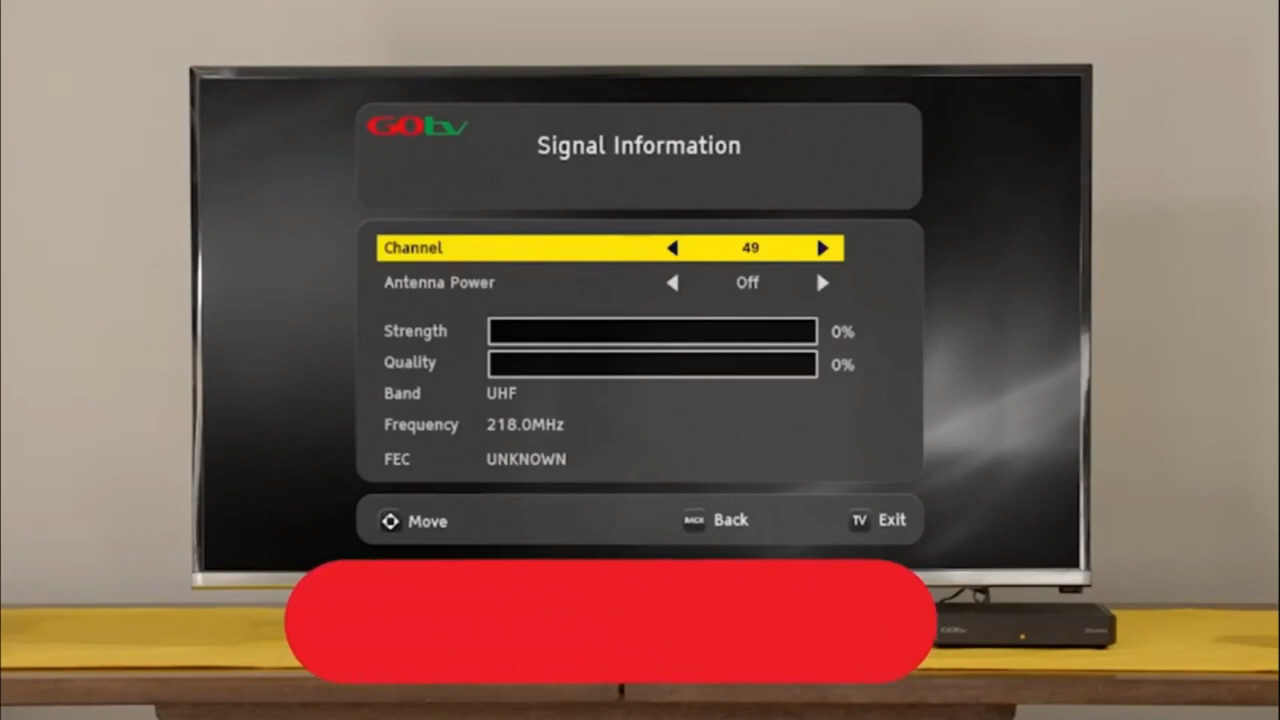 GOtv
Signal Information
Channel 49
Antenna Power Off
Strength 0%
Quality 0%
Band UHF
Frequency 218.0MHz
FEC UNKNOWN
Move BACK Back TV Exit
GOtv